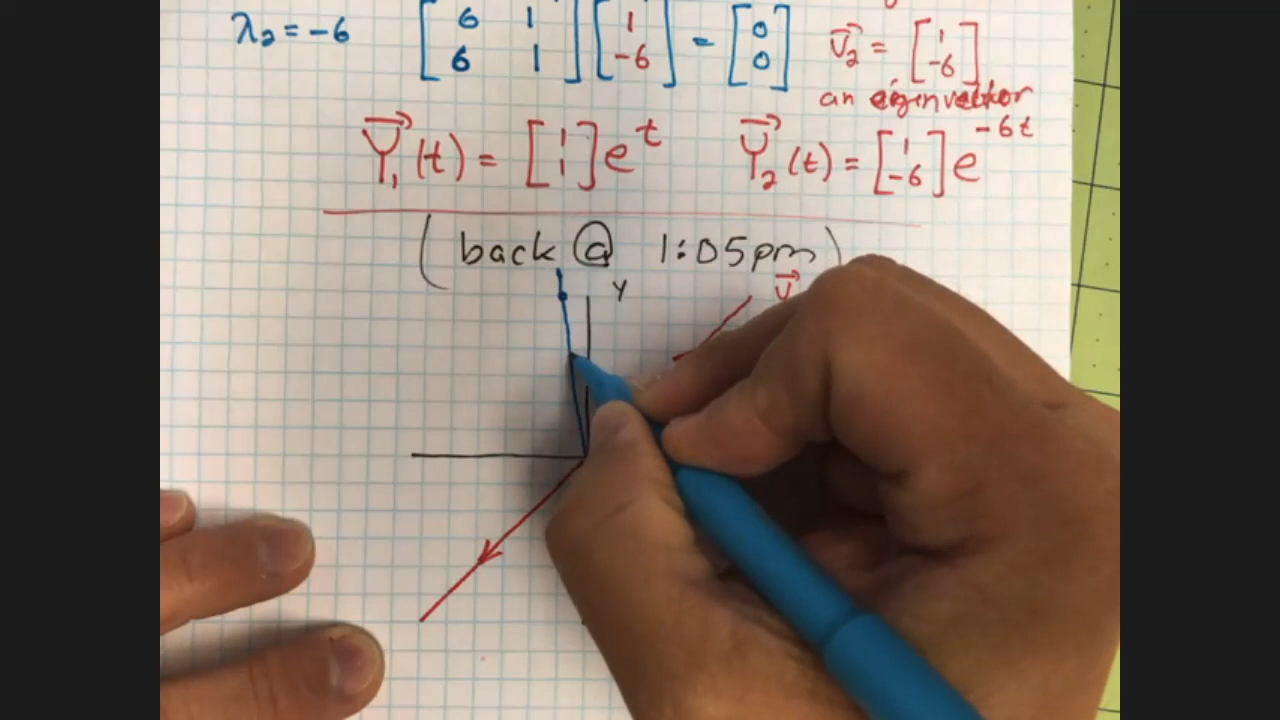 λ₂ = -6 [6 1; 6 1] [1; -6] = [0; 0] v⃗₂ = [1; -6]
an eigenvector
Y⃗₁(t) = [1; 1] e^t Y⃗₂(t) = [1; -6] e^{-6t}
(back @ 1:05pm)
y v⃗